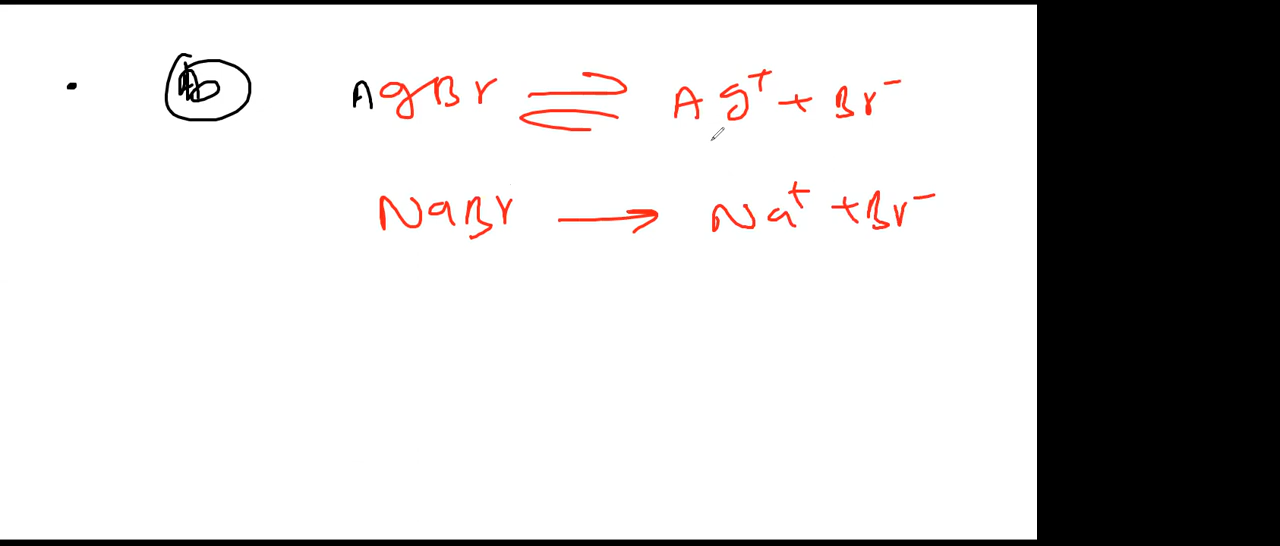 AgBr ⇌ Ag⁺ + Br⁻
NaBr → Na⁺ + Br⁻